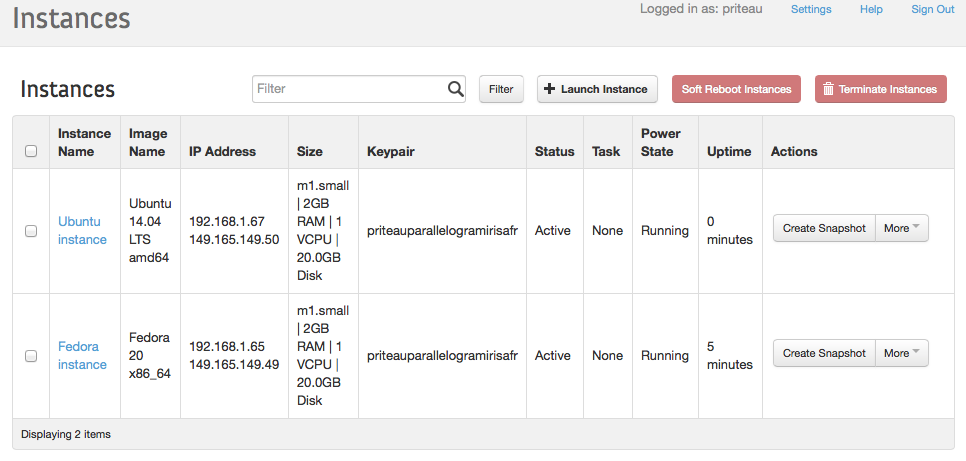 Instances
Logged in as: priteau Settings Help Sign Out
Instances
Filter Filter Launch Instance Soft Reboot Instances Terminate Instances
Instance Name Image Name IP Address Size Keypair Status Task Power State Uptime Actions
Ubuntu instance
Ubuntu 14.04 LTS amd64
192.168.1.67
149.165.149.50
m1.small | 2GB RAM | 1 VCPU | 20.0GB Disk
priteauparallelogramirisafr
Active
None
Running
0 minutes
Create Snapshot More
Fedora instance
Fedora 20 x86_64
192.168.1.65
149.165.149.49
m1.small | 2GB RAM | 1 VCPU | 20.0GB Disk
priteauparallelogramirisafr
Active
None
Running
5 minutes
Create Snapshot More
Displaying 2 items